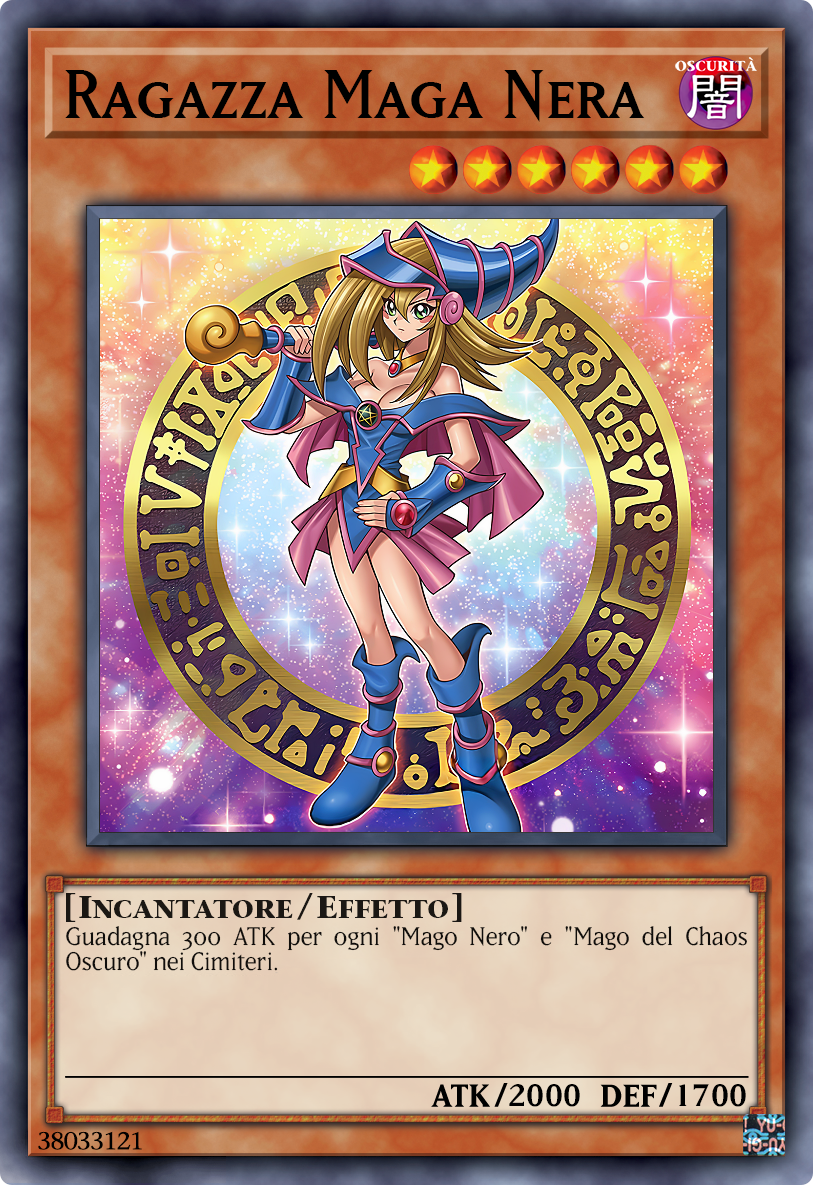 Ragazza Maga Nera
OSCURITÀ
闇
[Incantatore/Effetto]
Guadagna 300 ATK per ogni "Mago Nero" e "Mago del Chaos
Oscuro" nei Cimiteri.
ATK/2000 DEF/1700
38033121